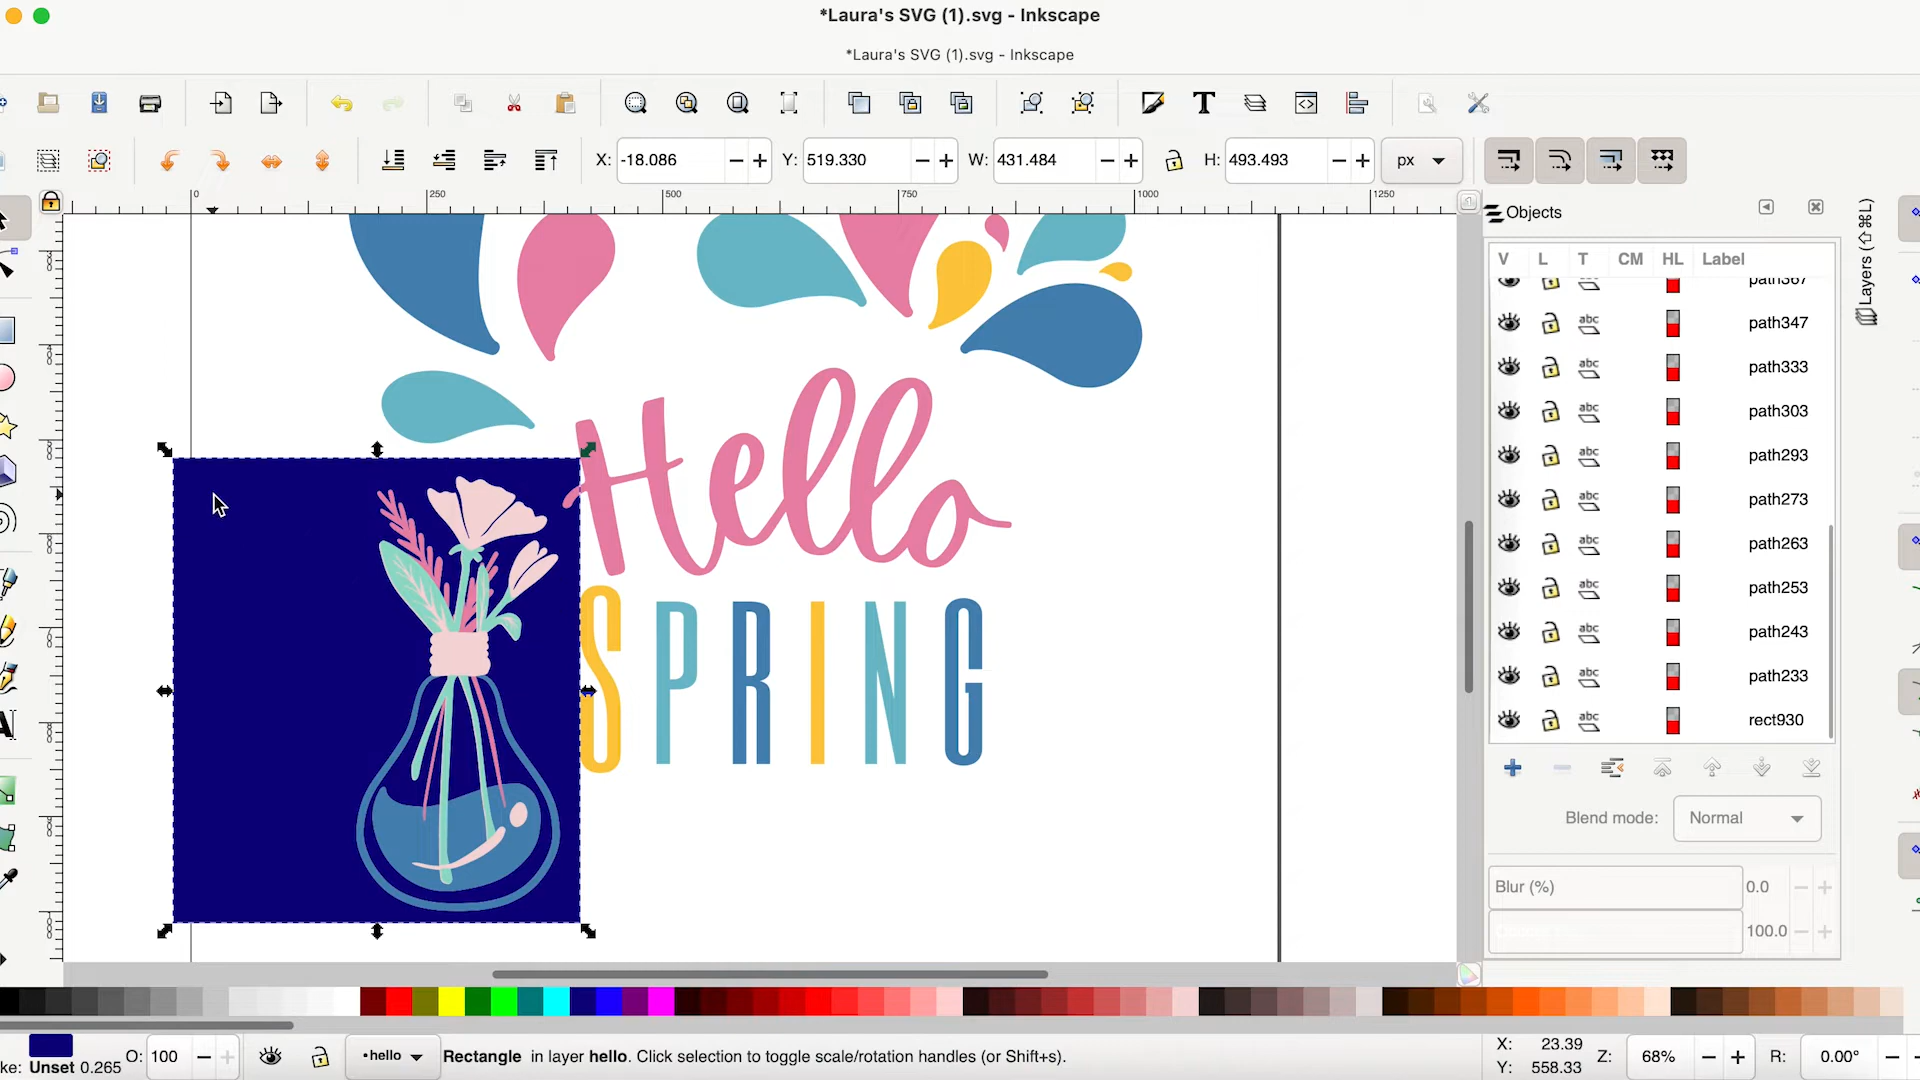 *Laura's SVG (1).svg - Inkscape
*Laura's SVG (1).svg - Inkscape
X: -18.086 Y: 519.330 W: 431.484 H: 493.493 px
0 250 500 750 1000 1250
Objects
Layers (⇧⌘L)
V L T CM HL Label
path367
path347
path333
path303
path293
path273
path263
path253
path243
path233
rect930
Hello
SPRING
Blend mode: Normal
Blur (%) 0.0
100.0
ke: Unset 0.265 O: 100 •hello Rectangle in layer hello. Click selection to toggle scale/rotation handles (or Shift+s).
X: 23.39
Y: 558.33
Z: 68% R: 0.00°